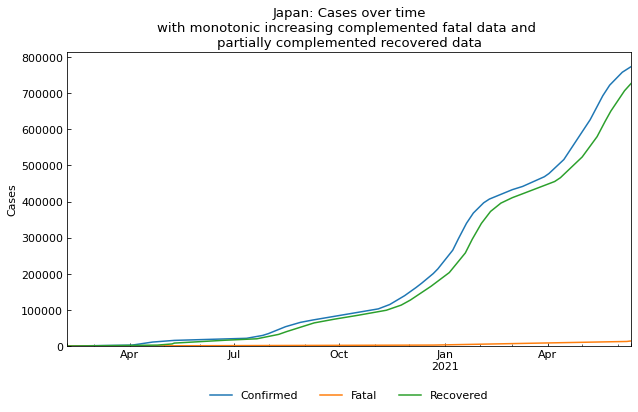 Japan: Cases over time
with monotonic increasing complemented fatal data and
partially complemented recovered data
800000
700000
600000
500000
400000
300000
200000
100000
0
Cases
Apr Jul Oct Jan Apr
2021
Confirmed Fatal Recovered